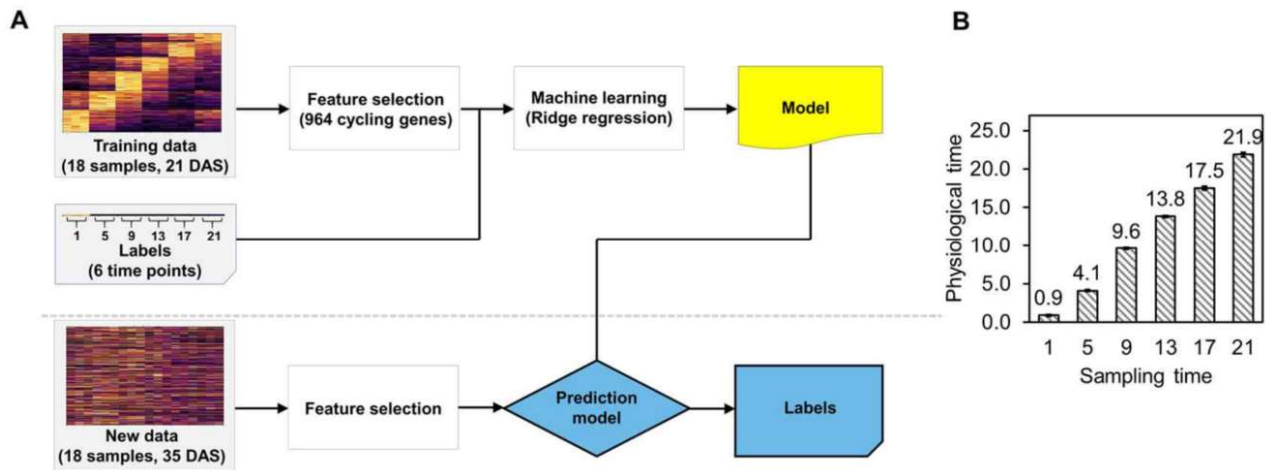 A
Training data
(18 samples, 21 DAS)
Feature selection
(964 cycling genes)
Machine learning
(Ridge regression)
Model
1 5 9 13 17 21
Labels
(6 time points)
New data
(18 samples, 35 DAS)
Feature selection
Prediction
model
Labels
B
Physiological time
25.0
20.0
15.0
10.0
5.0
0.0
0.9
4.1
9.6
13.8
17.5
21.9
1 5 9 13 17 21
Sampling time